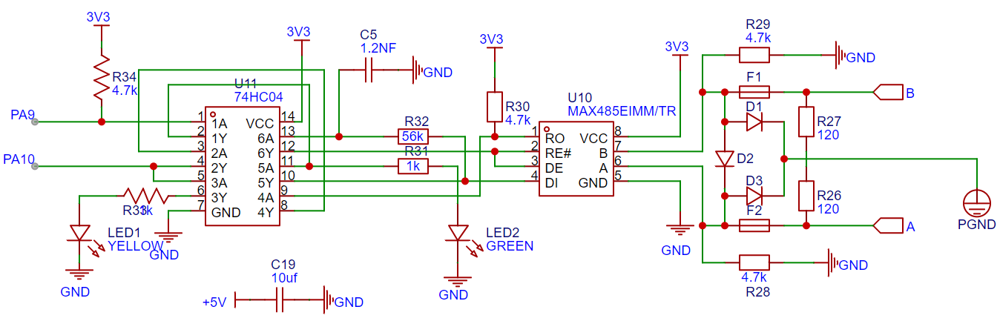 3V3
R34
4.7k
PA9
PA10
U11
74HC04
1
2
3
4
5
6
7
1A
1Y
2A
2Y
3A
3Y
GND
VCC
6A
6Y
5A
5Y
4A
4Y
14
13
12
11
10
9
8
3V3
C5
1.2NF
GND
R32
56k
R31
1k
3V3
R30
4.7k
U10
MAX485EIMM/TR
1
2
3
4
RO
RE#
DE
DI
VCC
B
A
GND
8
7
6
5
3V3
GND
R29
4.7k
GND
F1
B
D1
R27
120
D2
D3
R26
120
F2
A
PGND
4.7k
R28
GND
R33
1k
LED1
YELLOW
GND
GND
LED2
GREEN
GND
C19
10uf
+5V
GND